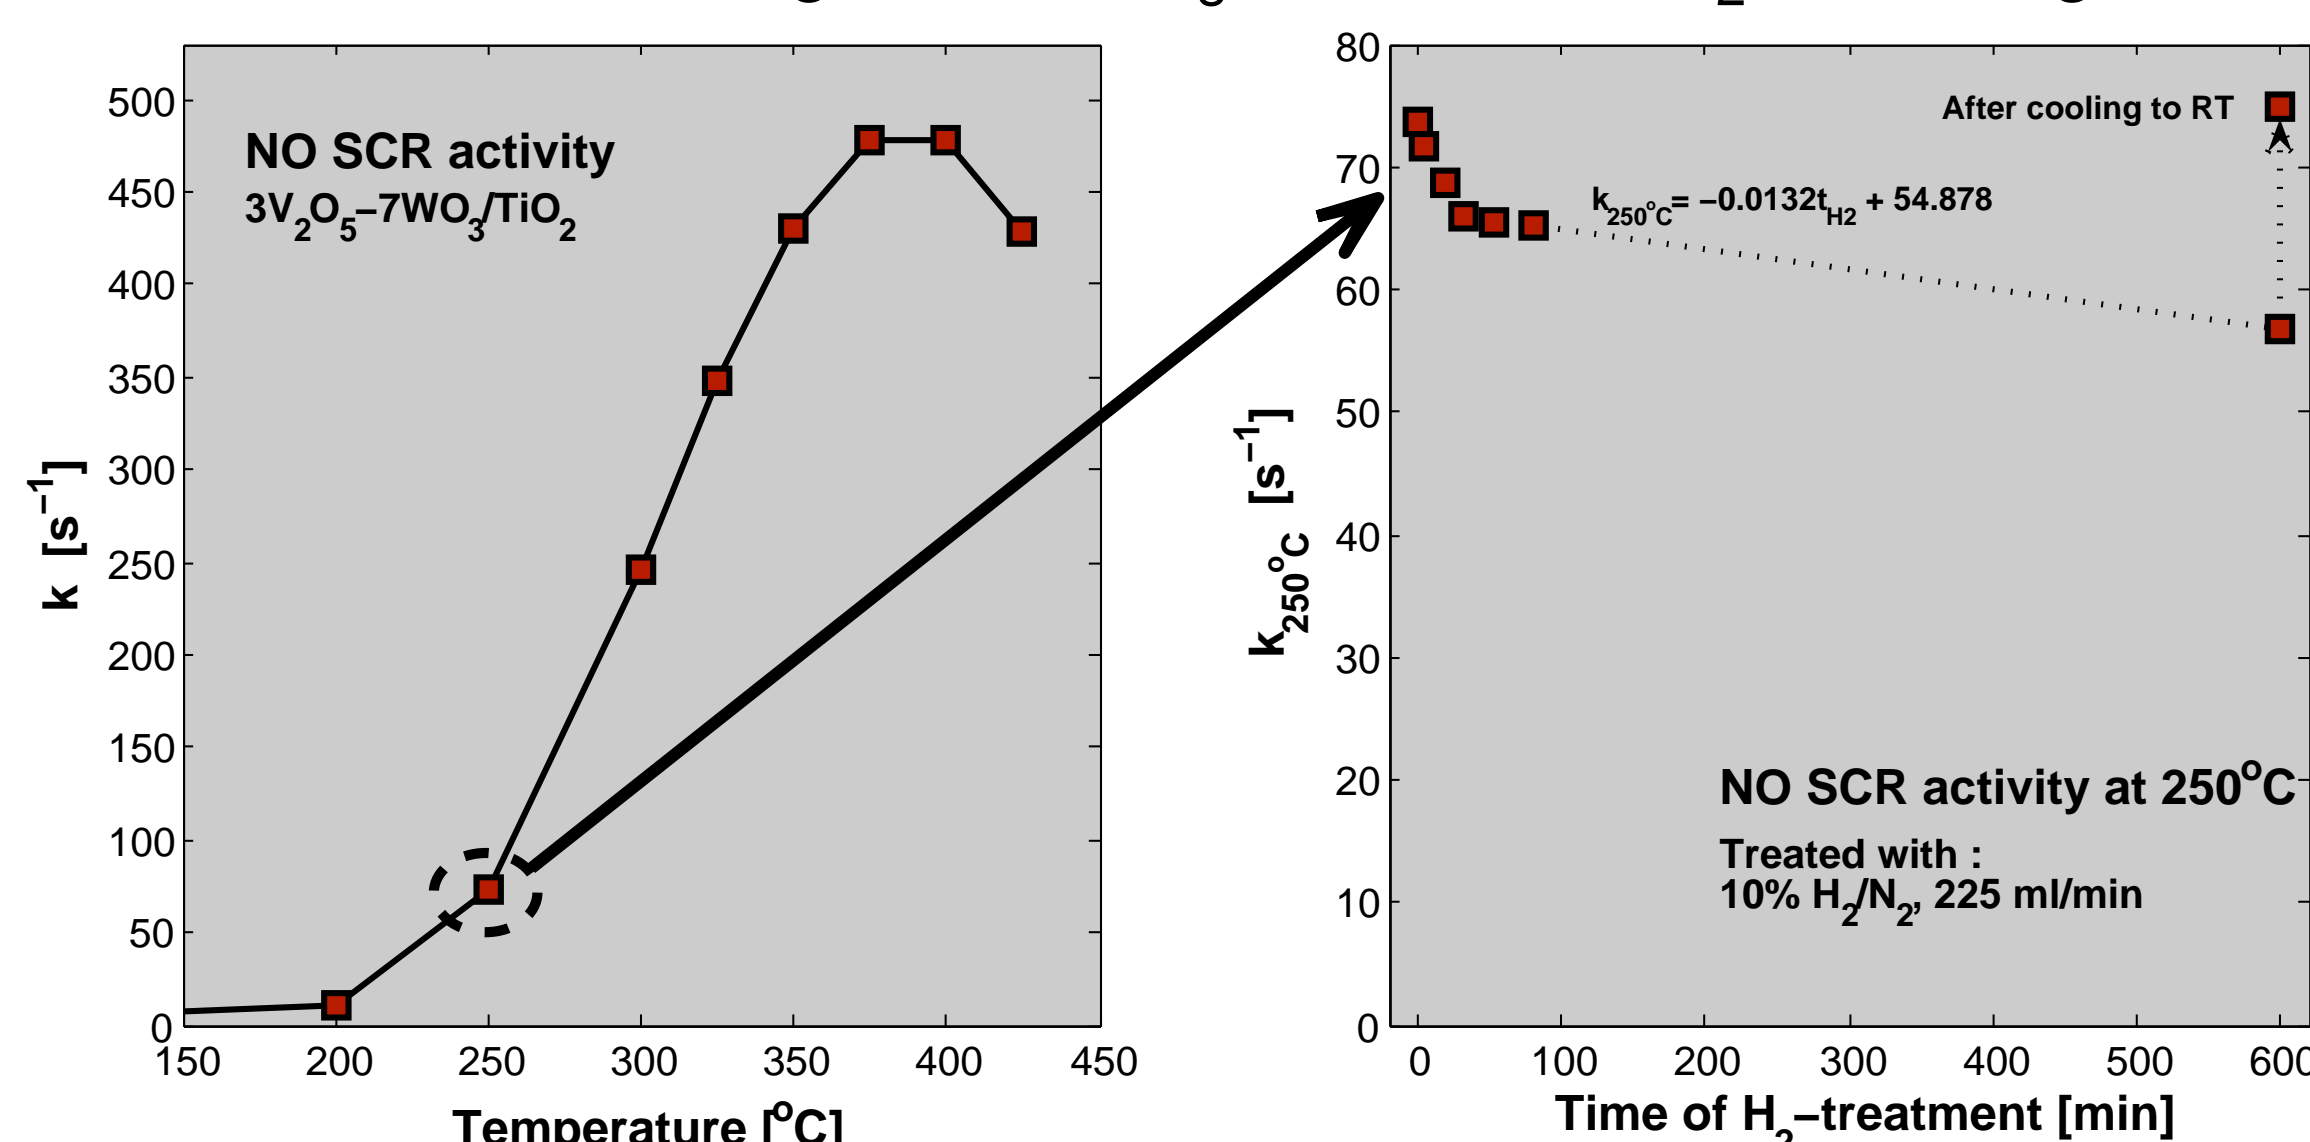 NO SCR activity
3V2O5–7WO3/TiO2
500
450
400
350
300
250
200
150
100
50
0
k [s−1]
150 200 250 300 350 400 450
Temperature [oC]
80
70
60
50
40
30
20
10
0
k250oC [s−1]
After cooling to RT
k250oC= −0.0132tH2 + 54.878
NO SCR activity at 250oC
Treated with :
10% H2/N2, 225 ml/min
0 100 200 300 400 500 600
Time of H2−treatment [min]